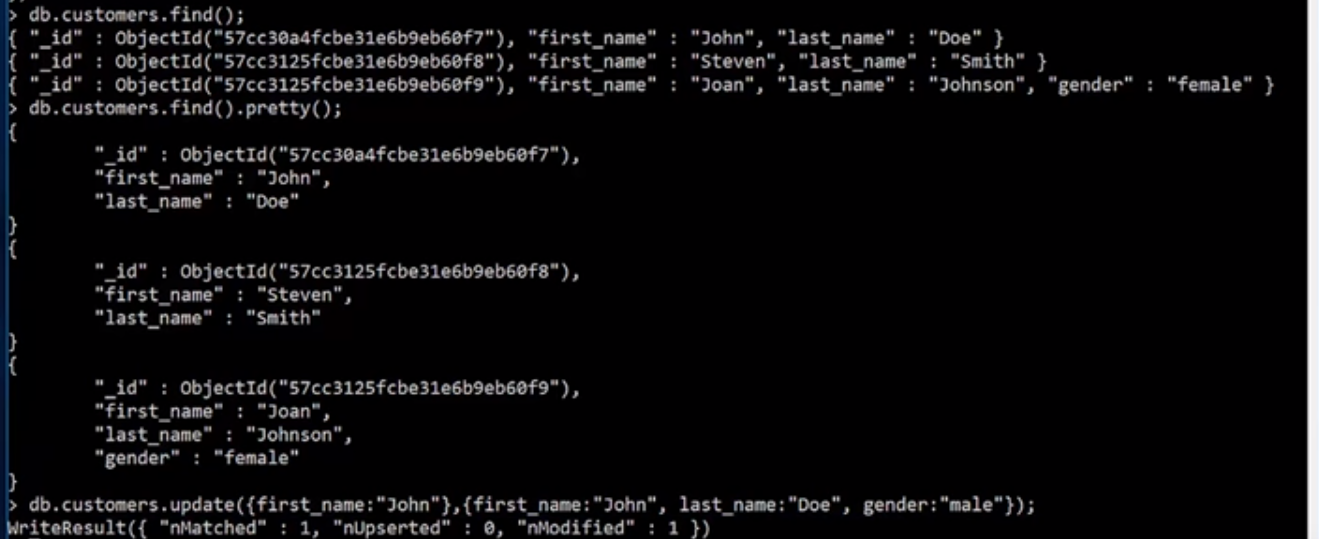 > db.customers.find();
{ "_id" : ObjectId("57cc30a4fcbe31e6b9eb60f7"), "first_name" : "John", "last_name" : "Doe" }
{ "_id" : ObjectId("57cc3125fcbe31e6b9eb60f8"), "first_name" : "Steven", "last_name" : "Smith" }
{ "_id" : ObjectId("57cc3125fcbe31e6b9eb60f9"), "first_name" : "Joan", "last_name" : "Johnson", "gender" : "female" }
> db.customers.find().pretty();
{
"_id" : ObjectId("57cc30a4fcbe31e6b9eb60f7"),
"first_name" : "John",
"last_name" : "Doe"
}
{
"_id" : ObjectId("57cc3125fcbe31e6b9eb60f8"),
"first_name" : "Steven",
"last_name" : "Smith"
}
{
"_id" : ObjectId("57cc3125fcbe31e6b9eb60f9"),
"first_name" : "Joan",
"last_name" : "Johnson",
"gender" : "female"
}
> db.customers.update({first_name:"John"},{first_name:"John", last_name:"Doe", gender:"male"});
WriteResult({ "nMatched" : 1, "nUpserted" : 0, "nModified" : 1 })